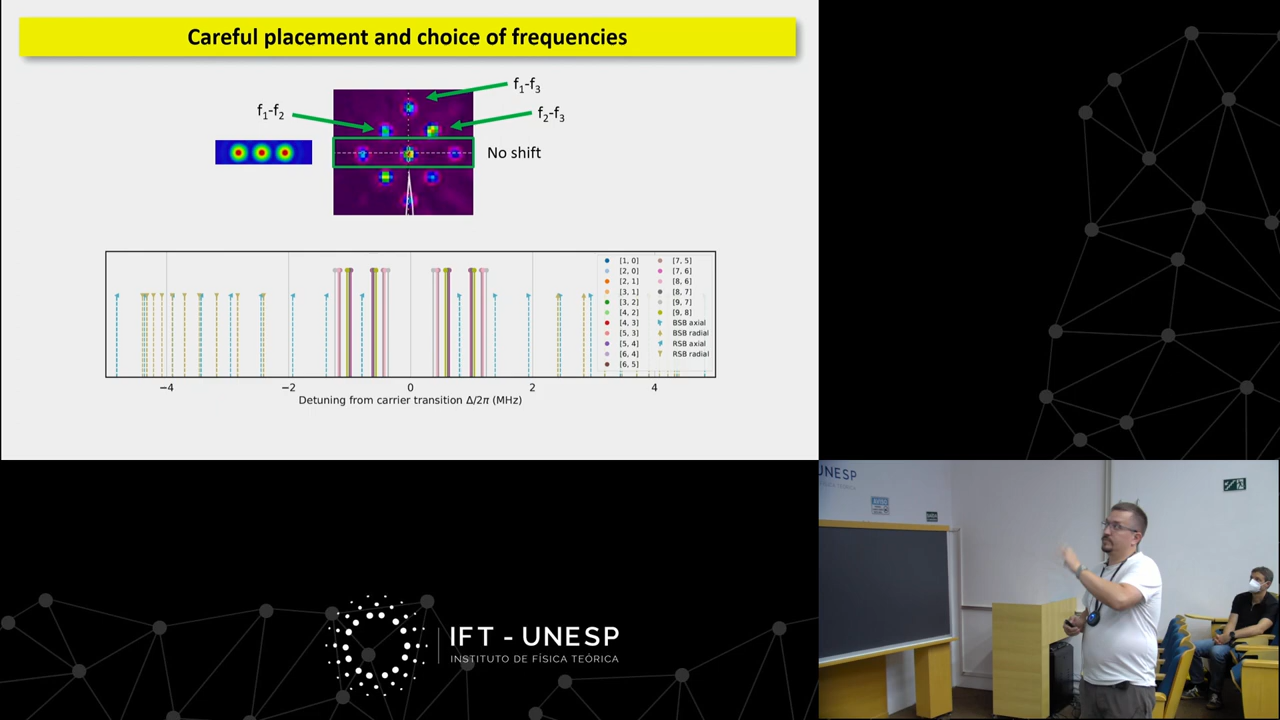 Careful placement and choice of frequencies
f₁-f₃
f₁-f₂
f₂-f₃
No shift
[1, 0]
[2, 0]
[2, 1]
[3, 1]
[3, 2]
[4, 2]
[4, 3]
[5, 3]
[5, 4]
[6, 4]
[6, 5]
[7, 5]
[7, 6]
[8, 6]
[8, 7]
[9, 7]
[9, 8]
BSB axial
BSB radial
RSB axial
RSB radial
−4 −2 0 2 4
Detuning from carrier transition Δ/2π (MHz)
UNESP
IFT - UNESP
INSTITUTO DE FÍSICA TEÓRICA